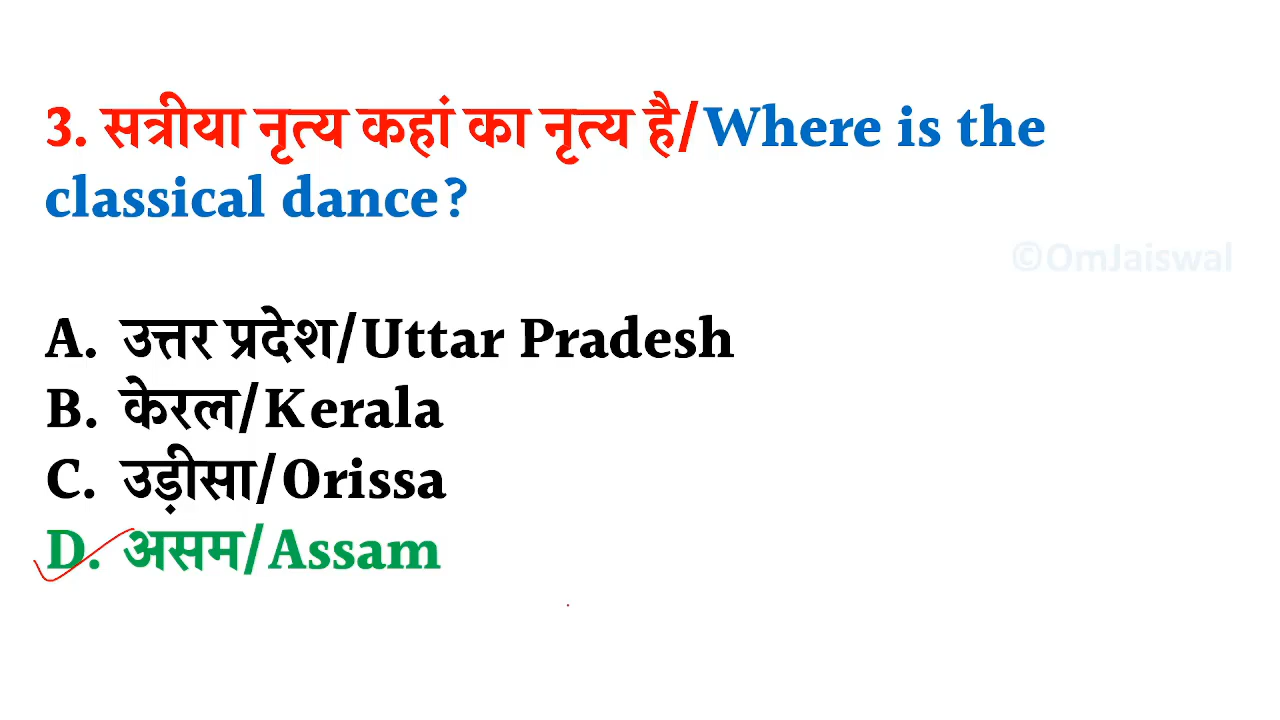 3. सत्रीया नृत्य कहां का नृत्य है/Where is the
classical dance?
©OmJaiswal
A. उत्तर प्रदेश/Uttar Pradesh
B. केरल/Kerala
C. उड़ीसा/Orissa
D. असम/Assam